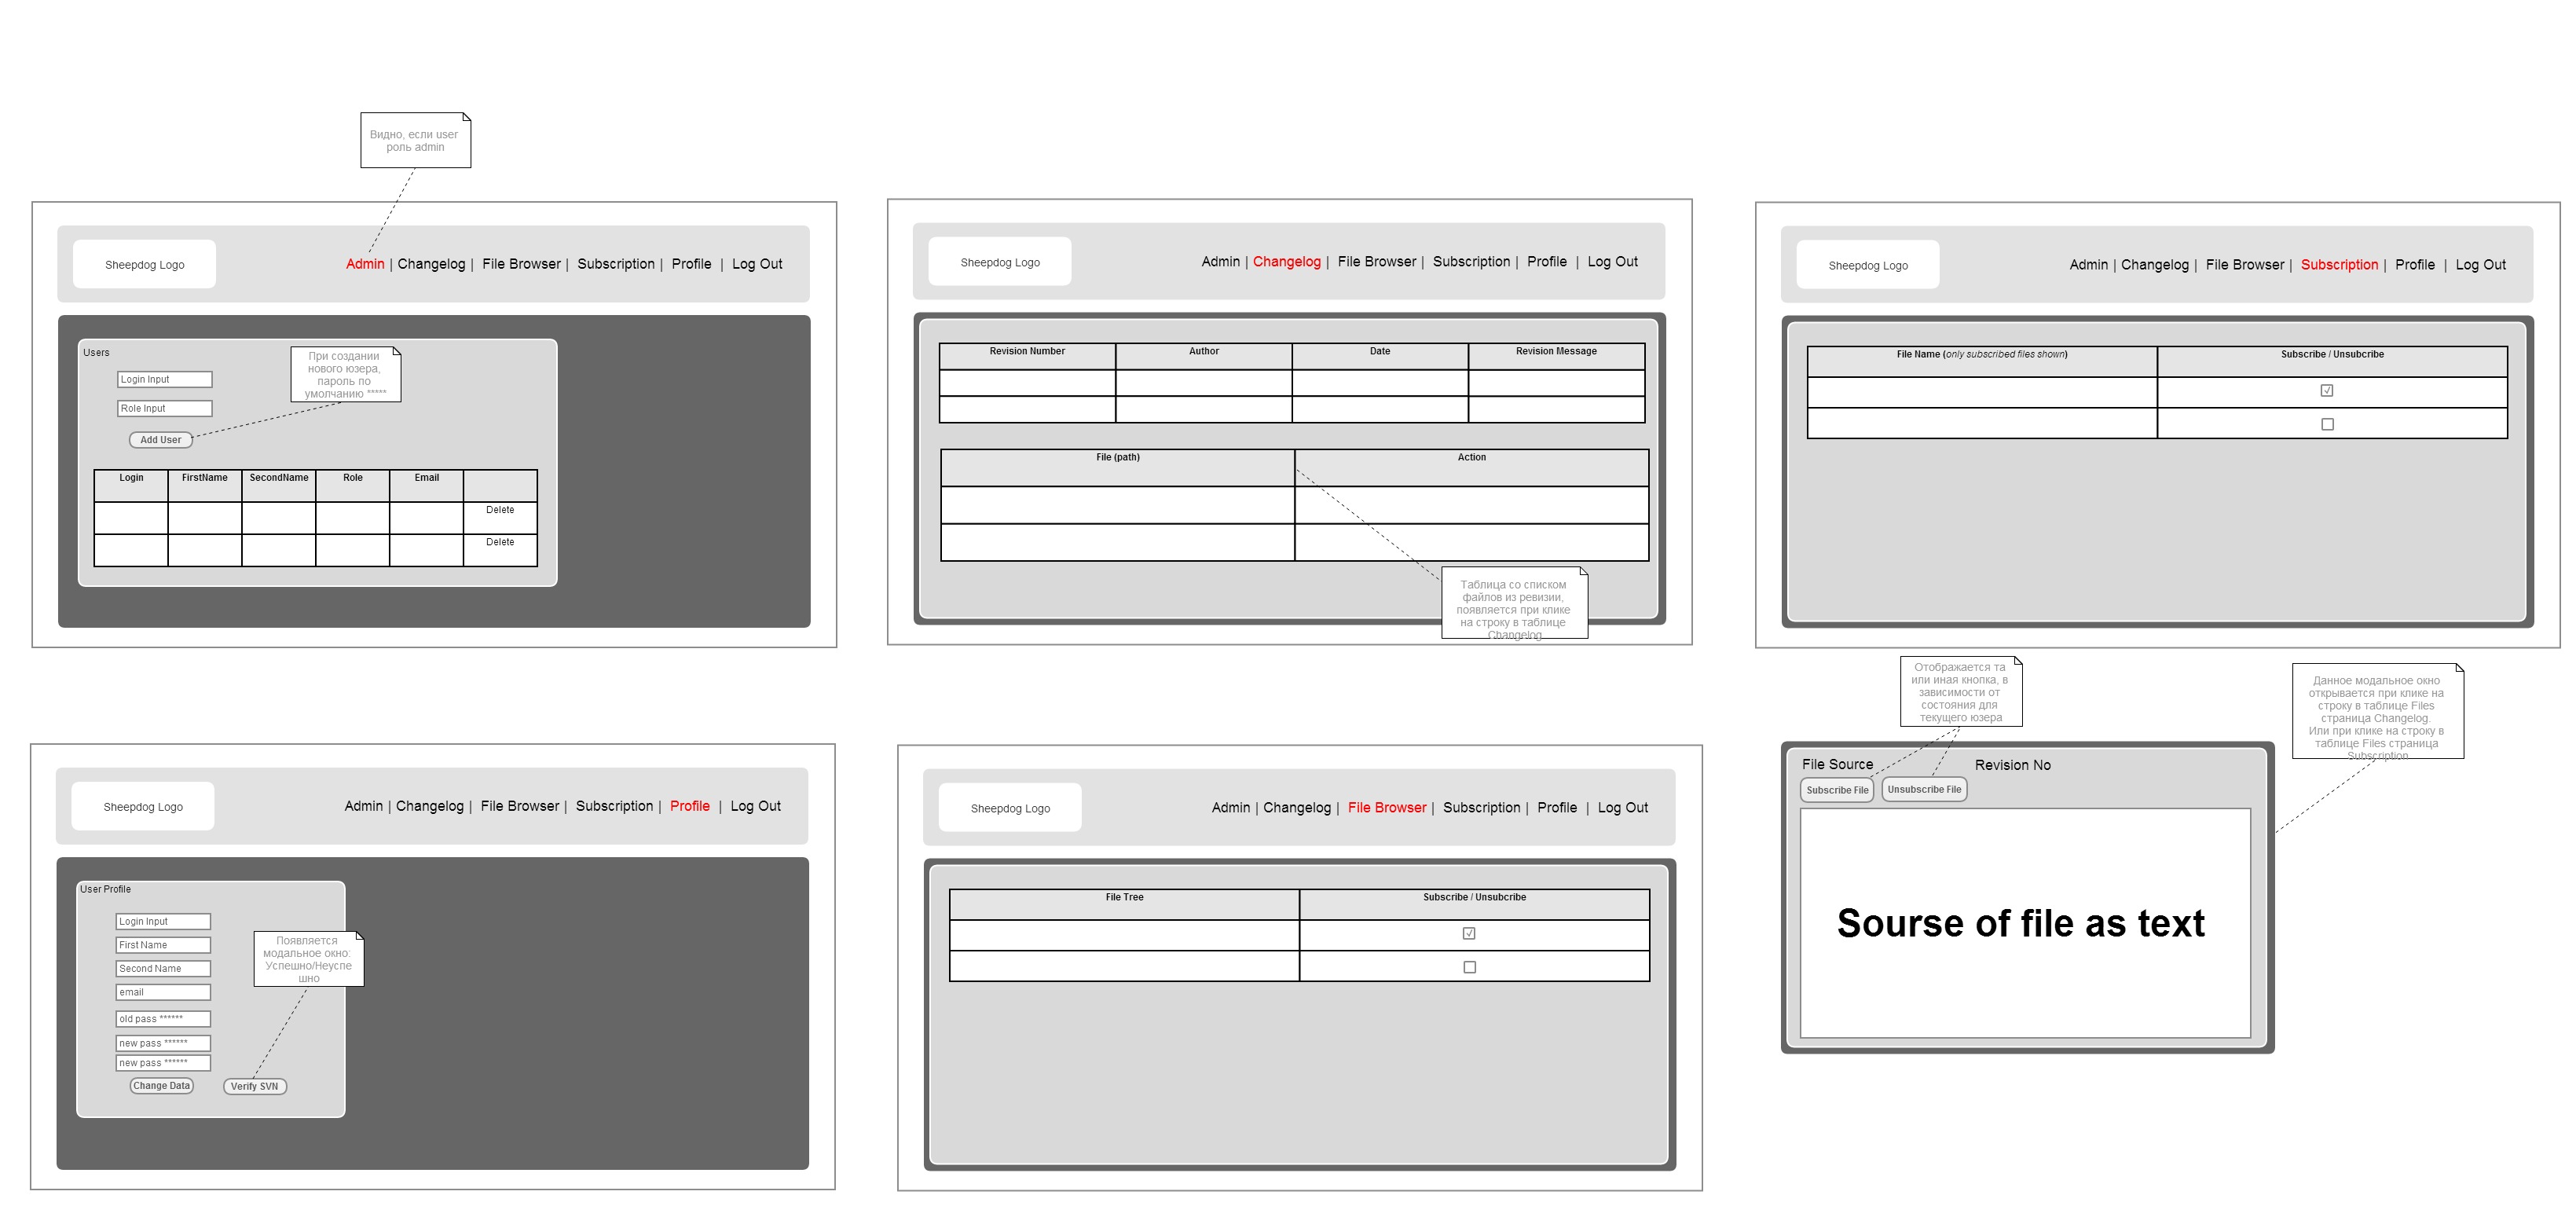 Видно, если user
роль admin
Sheepdog Logo
Admin | Changelog | File Browser | Subscription | Profile | Log Out
Users
Login Input
Role Input
Add User
При создании
нового юзера,
пароль по
умолчанию *****
Login FirstName SecondName Role Email
Delete
Delete
Sheepdog Logo
Admin | Changelog | File Browser | Subscription | Profile | Log Out
Revision Number Author Date Revision Message
File (path) Action
Таблица со списком
файлов из ревизии,
появляется при клике
на строку в таблице
Changelog
Sheepdog Logo
Admin | Changelog | File Browser | Subscription | Profile | Log Out
File Name (only subscribed files shown) Subscribe / Unsubcribe
Sheepdog Logo
Admin | Changelog | File Browser | Subscription | Profile | Log Out
User Profile
Login Input
First Name
Second Name
email
old pass ******
new pass ******
new pass ******
Change Data
Verify SVN
Появляется
модальное окно:
Успешно/Неуспе
шно
Sheepdog Logo
Admin | Changelog | File Browser | Subscription | Profile | Log Out
File Tree Subscribe / Unsubcribe
Отображается та
или иная кнопка, в
зависимости от
состояния для
текущего юзера
Данное модальное окно
открывается при клике на
строку в таблице Files
страница Changelog.
Или при клике на строку в
таблице Files страница
Subscription
File Source Revision No
Subscribe File Unsubscribe File
Sourse of file as text